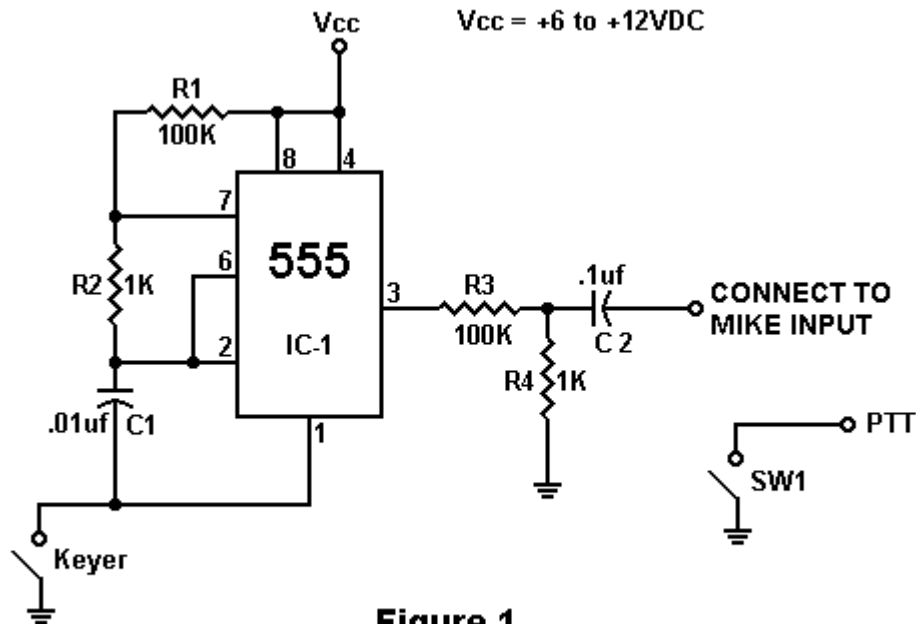 Vcc
Vcc = +6 to +12VDC
R1
100K
8
4
7
555
6
R2
1K
3
R3
100K
.1uf
C 2
CONNECT TO
MIKE INPUT
2
IC-1
R4
1K
.01uf
C1
1
PTT
SW1
Keyer
Figure 1